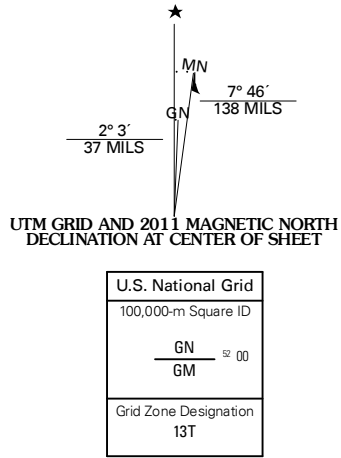 ★
MN
7° 46´
138 MILS
GN
2° 3´
37 MILS
UTM GRID AND 2011 MAGNETIC NORTH
DECLINATION AT CENTER OF SHEET
U.S. National Grid
100,000-m Square ID
GN
52 00
GM
Grid Zone Designation
13T